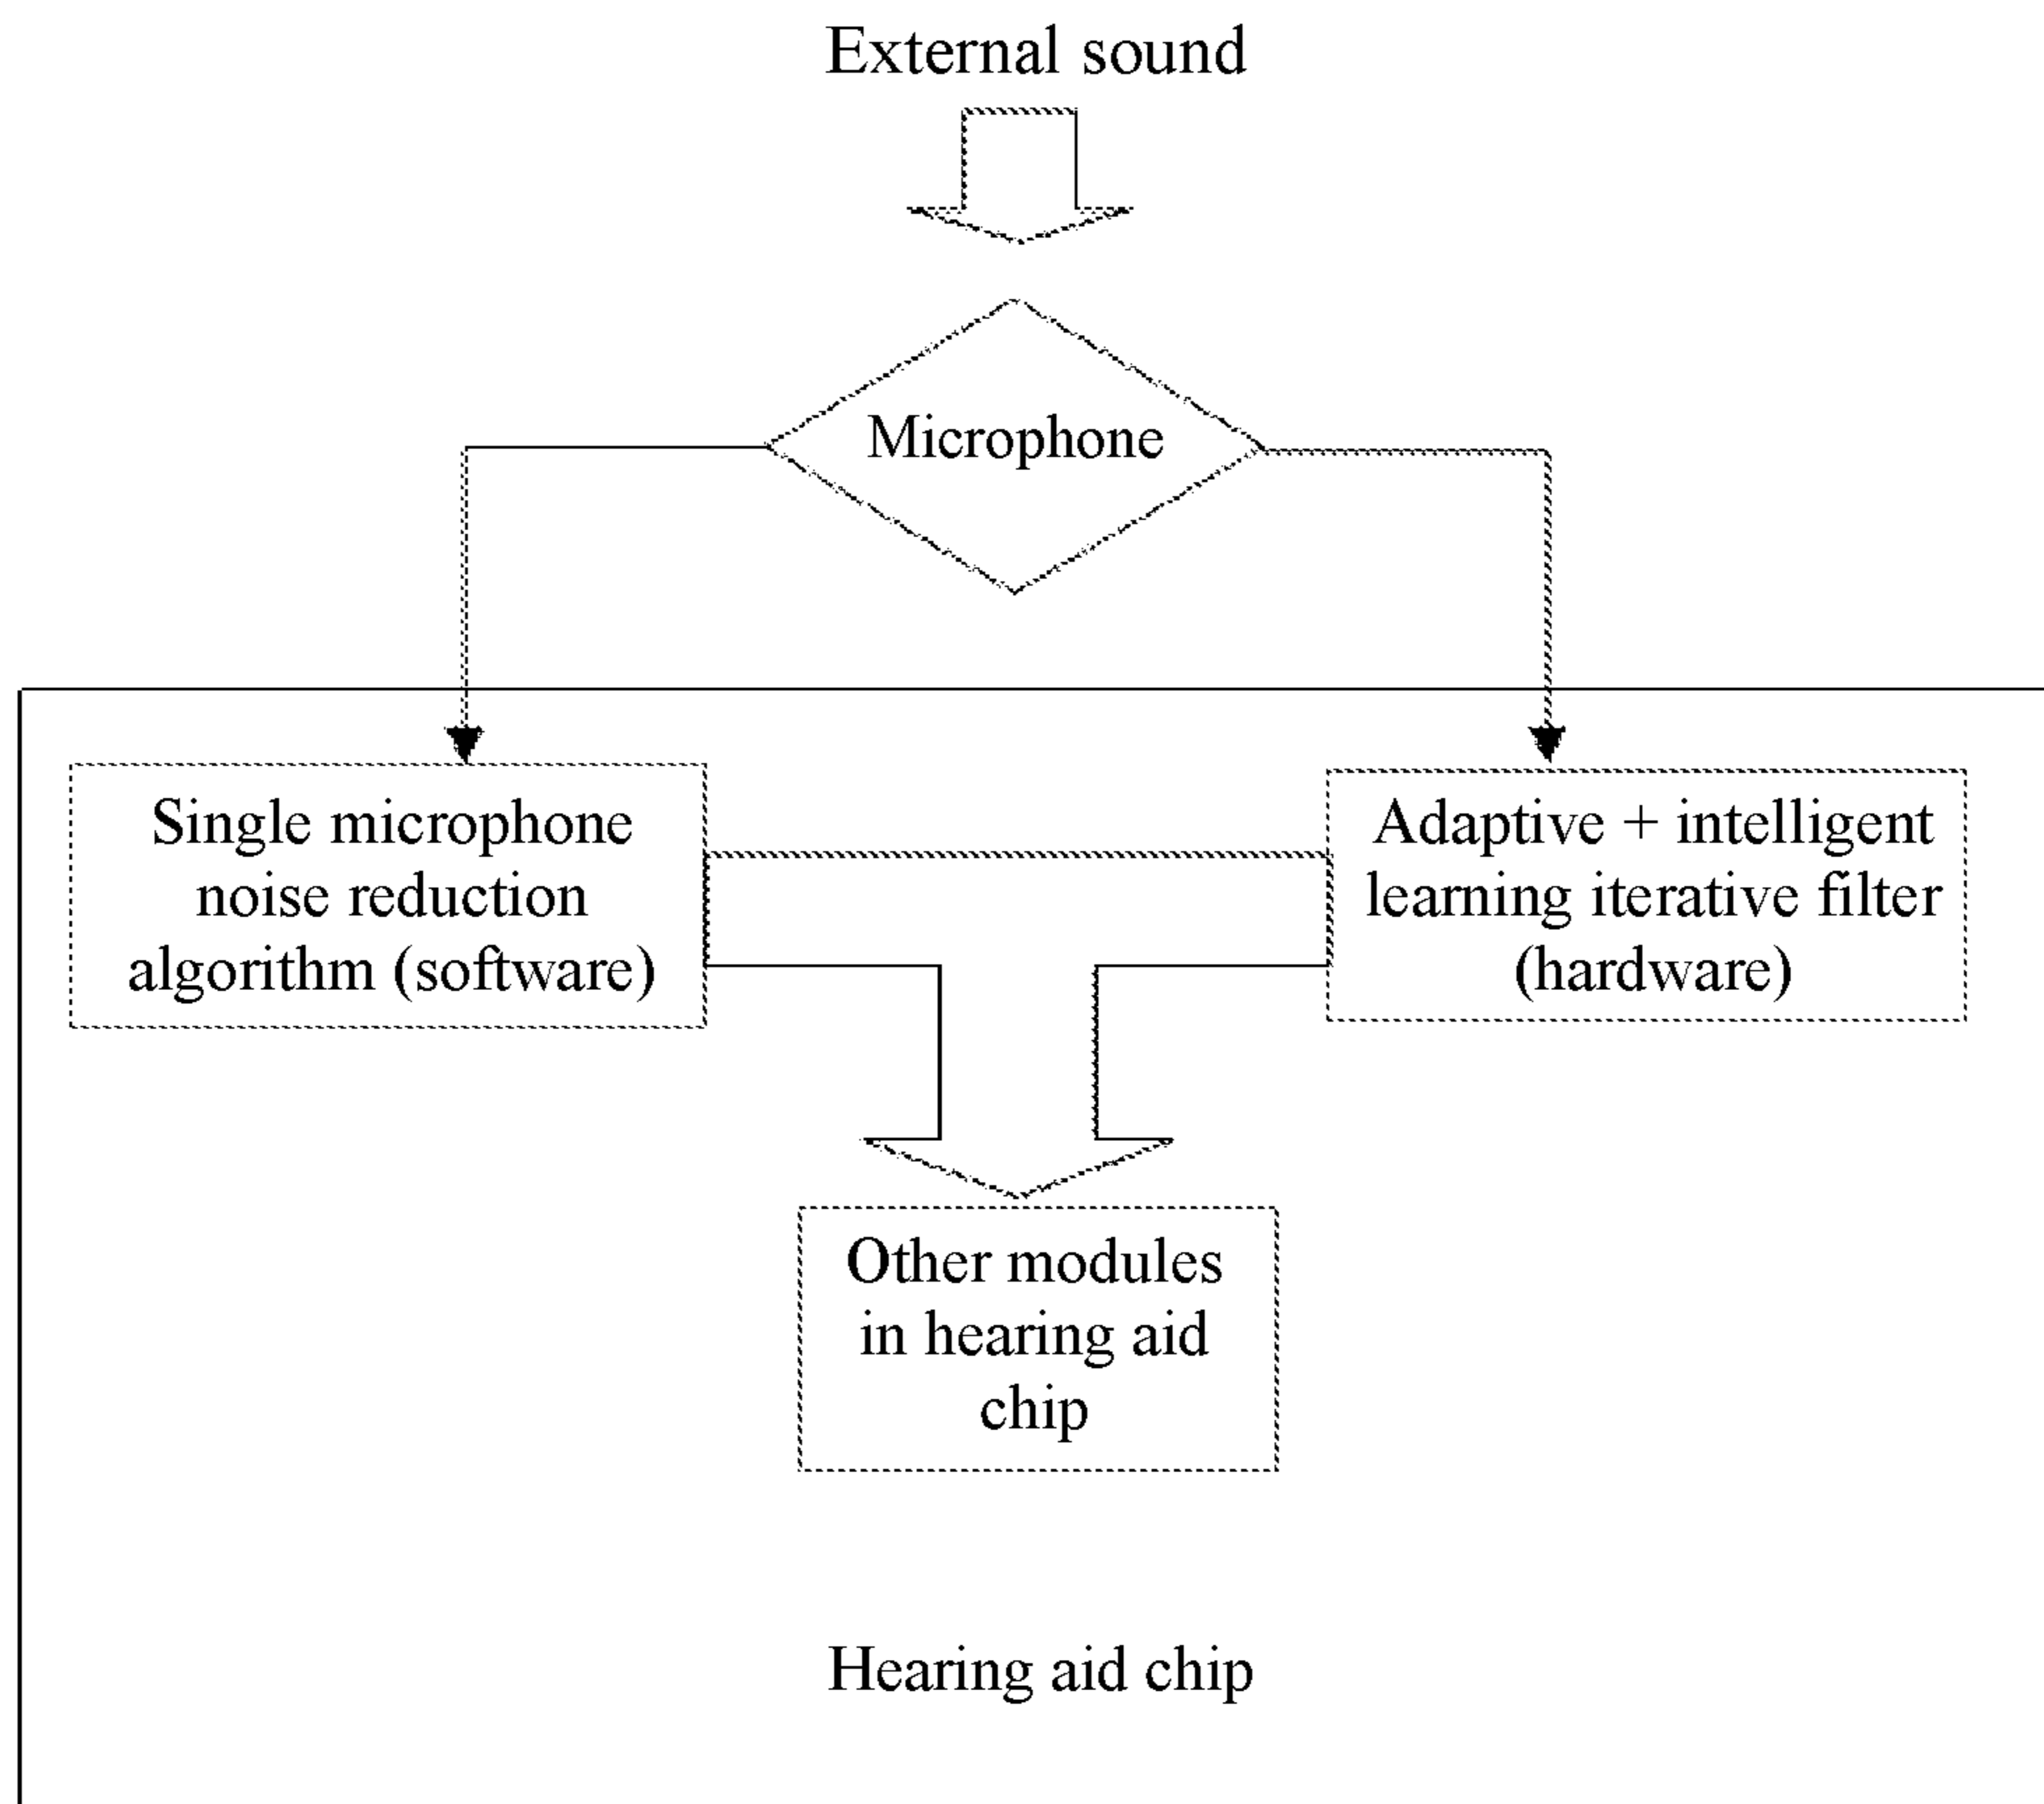 External sound
Microphone
Single microphone
noise reduction
algorithm (software)
Adaptive + intelligent
learning iterative filter
(hardware)
Other modules
in hearing aid
chip
Hearing aid chip